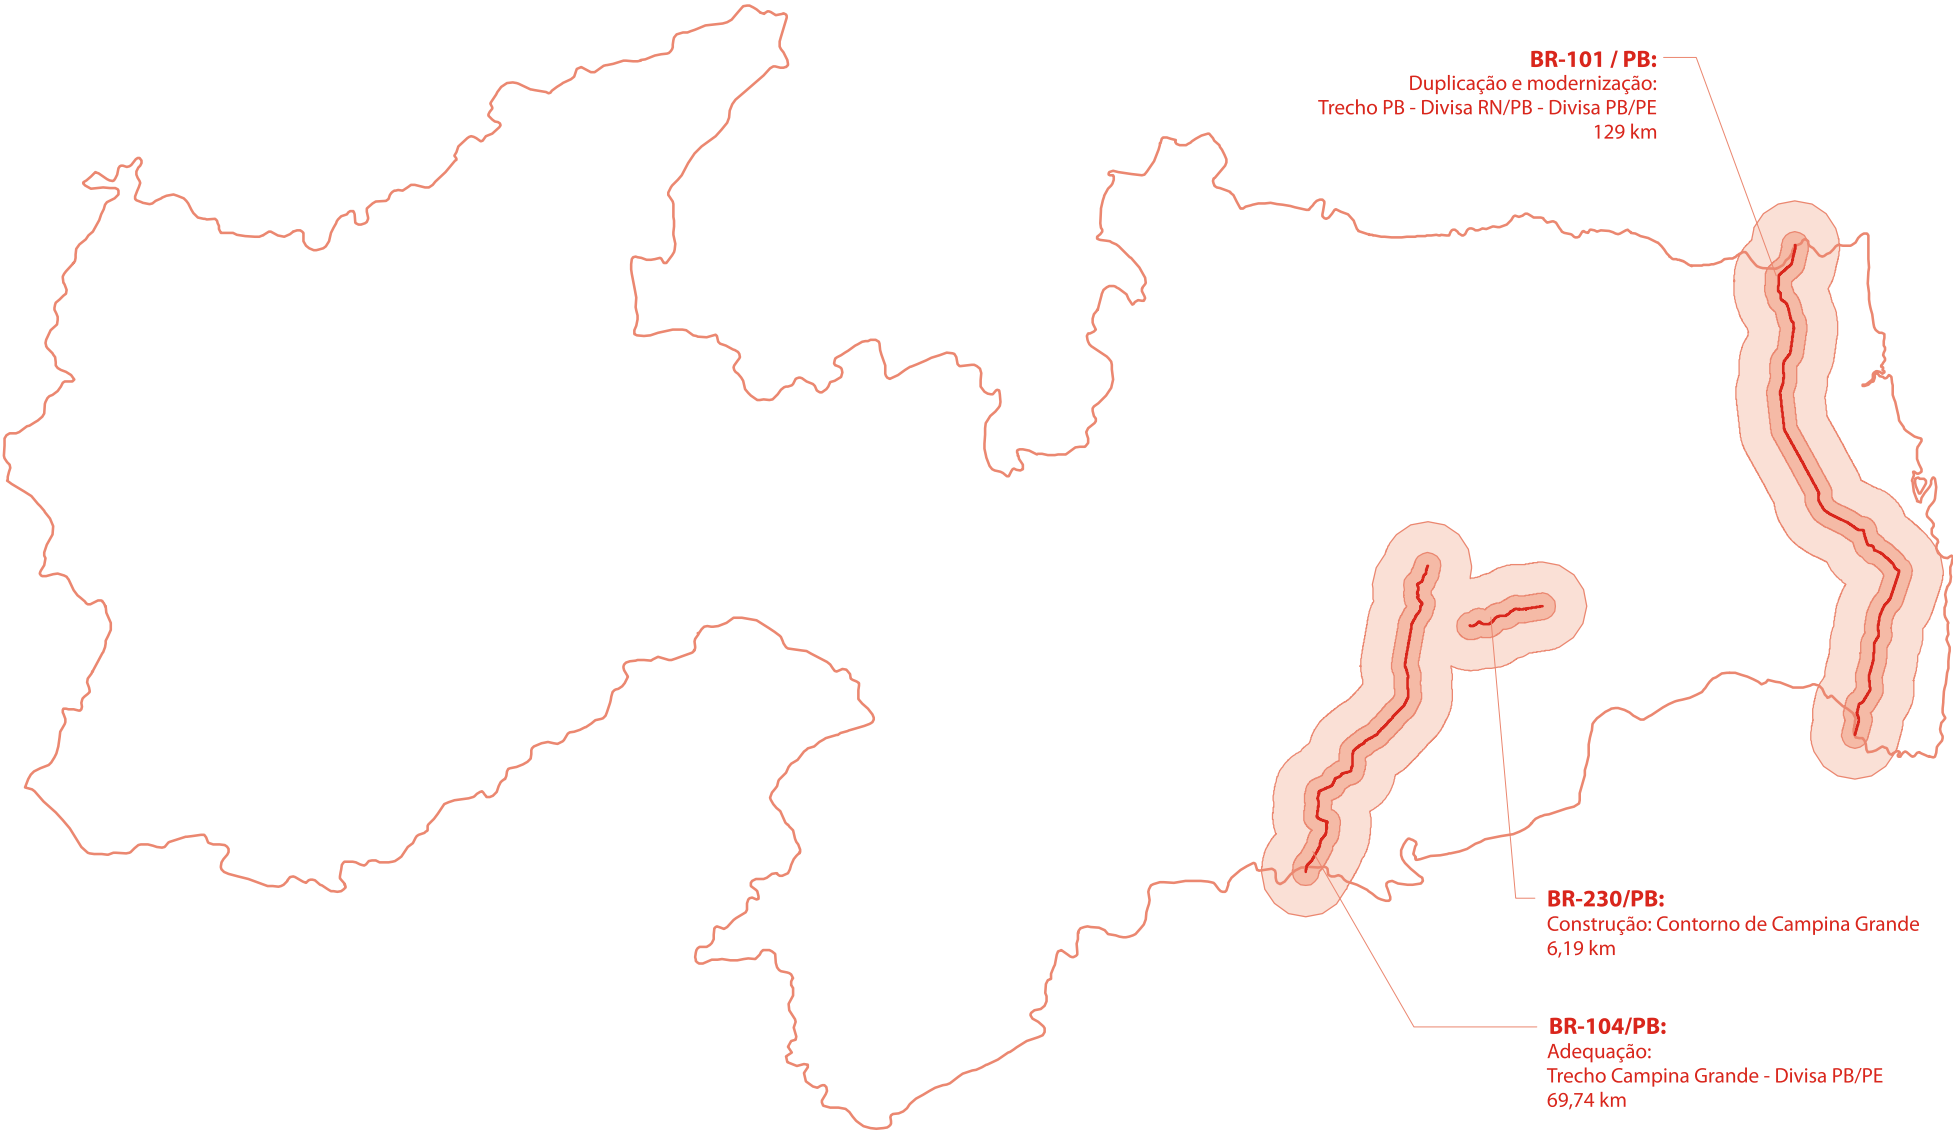 BR-101 / PB:
Duplicação e modernização:
Trecho PB - Divisa RN/PB - Divisa PB/PE
129 km
BR-230/PB:
Construção: Contorno de Campina Grande
6,19 km
BR-104/PB:
Adequação:
Trecho Campina Grande - Divisa PB/PE
69,74 km